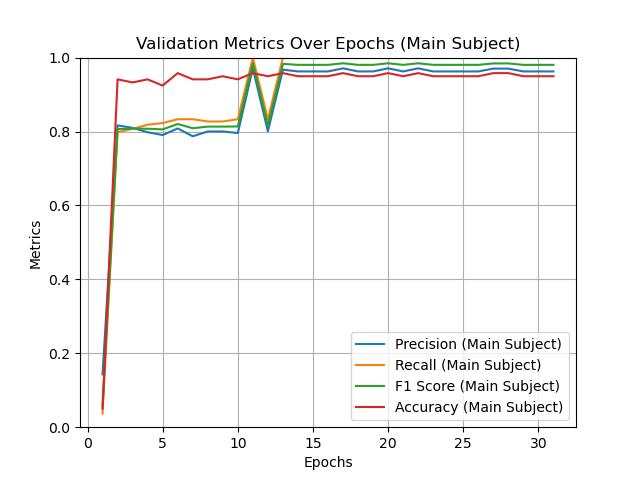 Validation Metrics Over Epochs (Main Subject)
1.0
0.8
0.6
0.4
0.2
0.0
Metrics
0
5
10
15
20
25
30
Epochs
Precision (Main Subject)
Recall (Main Subject)
F1 Score (Main Subject)
Accuracy (Main Subject)